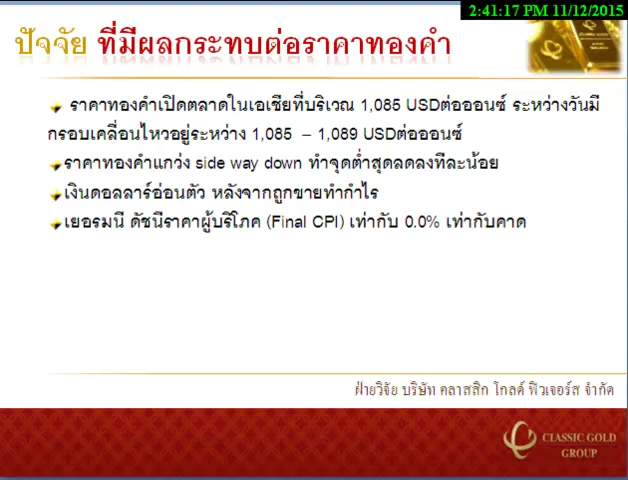 2:41:17 PM 11/12/2015
ปัจจัย ที่มีผลกระทบต่อราคาทองคำ
ราคาทองคำเปิดตลาดในเอเชียที่บริเวณ 1,085 USDต่อออนซ์ ระหว่างวันมี
กรอบเคลื่อนไหวอยู่ระหว่าง 1,085 – 1,089 USDต่อออนซ์
ราคาทองคำแกว่ง side way down ทำจุดต่ำสุดลดลงทีละน้อย
เงินดอลลาร์อ่อนตัว หลังจากถูกขายทำกำไร
เยอรมนี ดัชนีราคาผู้บริโภค (Final CPI) เท่ากับ 0.0% เท่ากับคาด
ฝ่ายวิจัย บริษัท คลาสสิก โกลด์ ฟิวเจอร์ส จำกัด
CLASSIC GOLD
GROUP